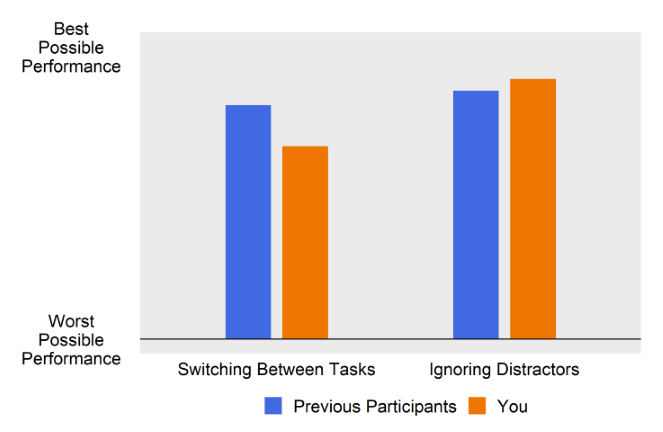 Best
Possible
Performance
Worst
Possible
Performance
Switching Between Tasks
Ignoring Distractors
Previous Participants
You